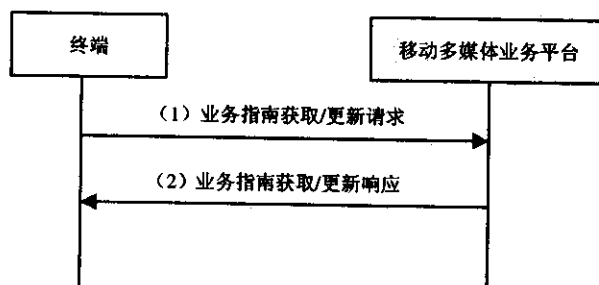 终端
移动多媒体业务平台
（1）业务指南获取/更新请求
（2）业务指南获取/更新响应